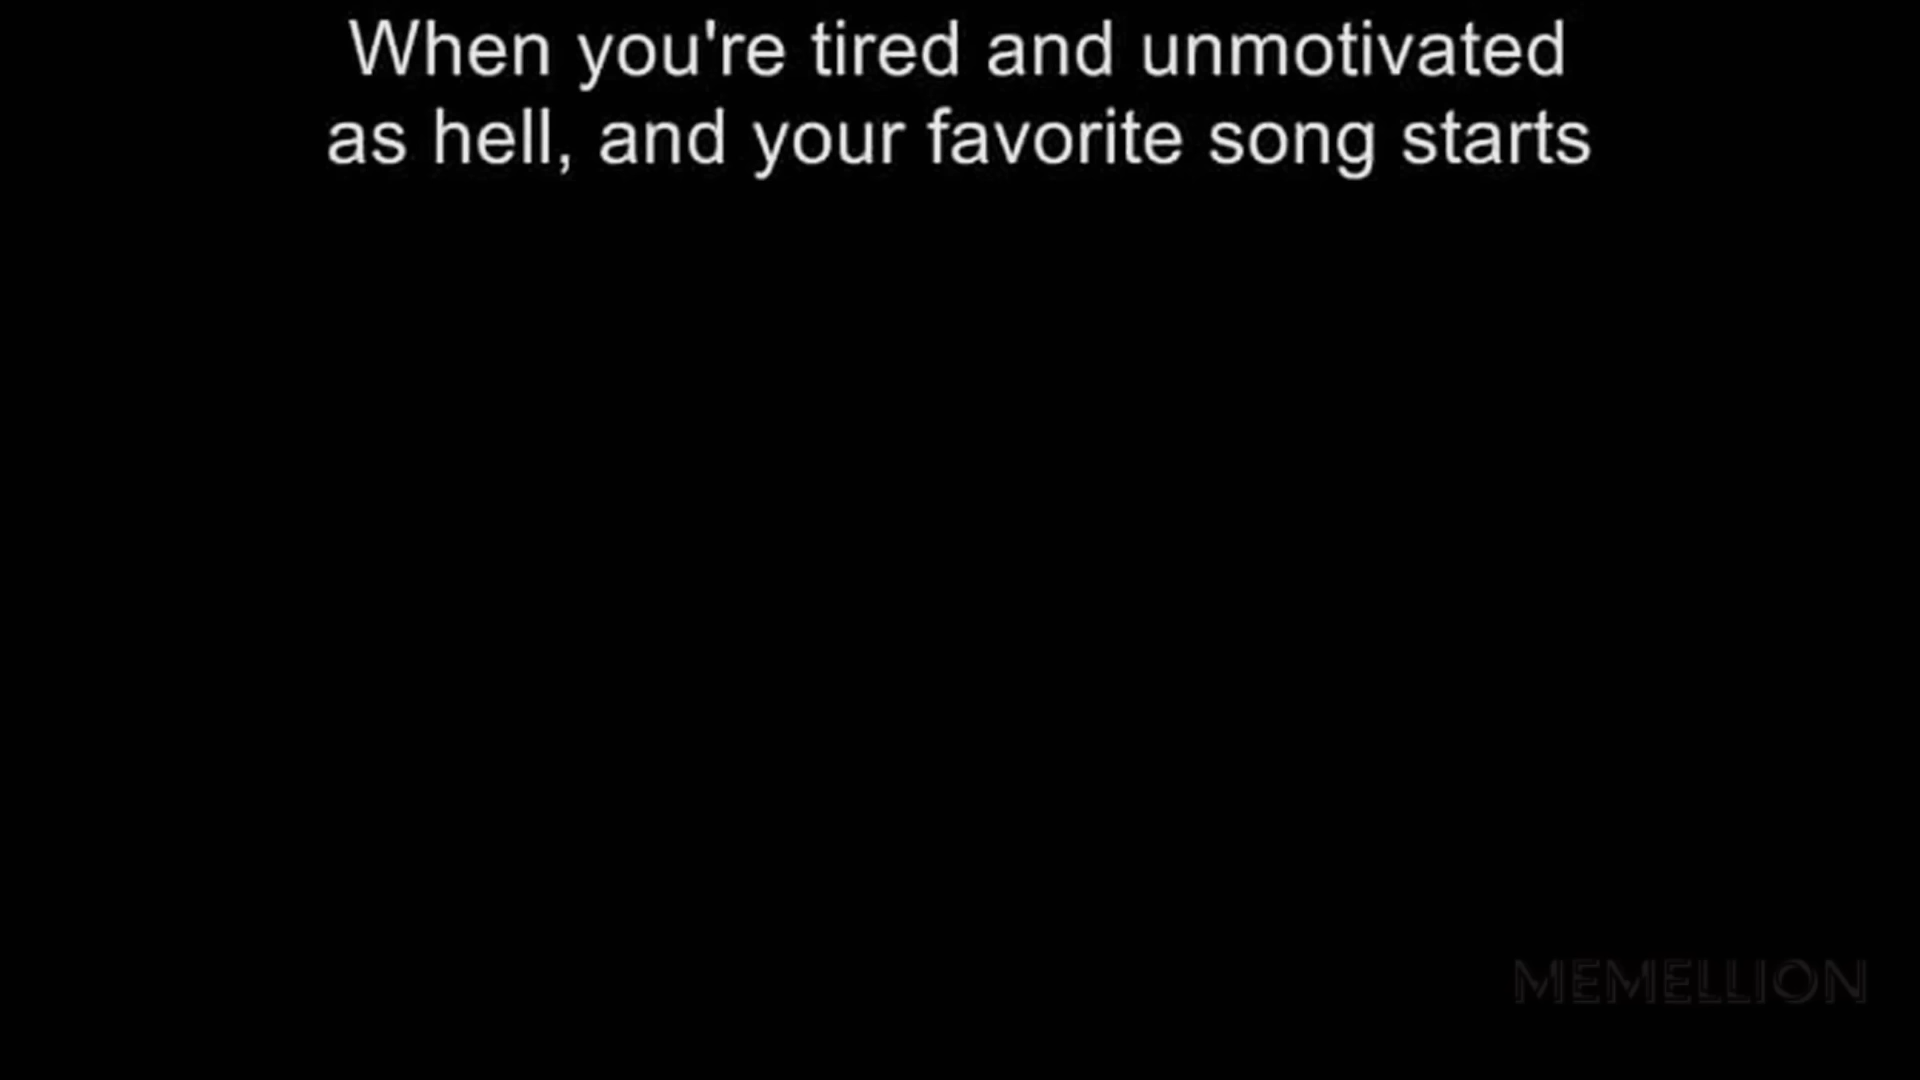 When you're tired and unmotivated
as hell, and your favorite song starts
MEMELLION